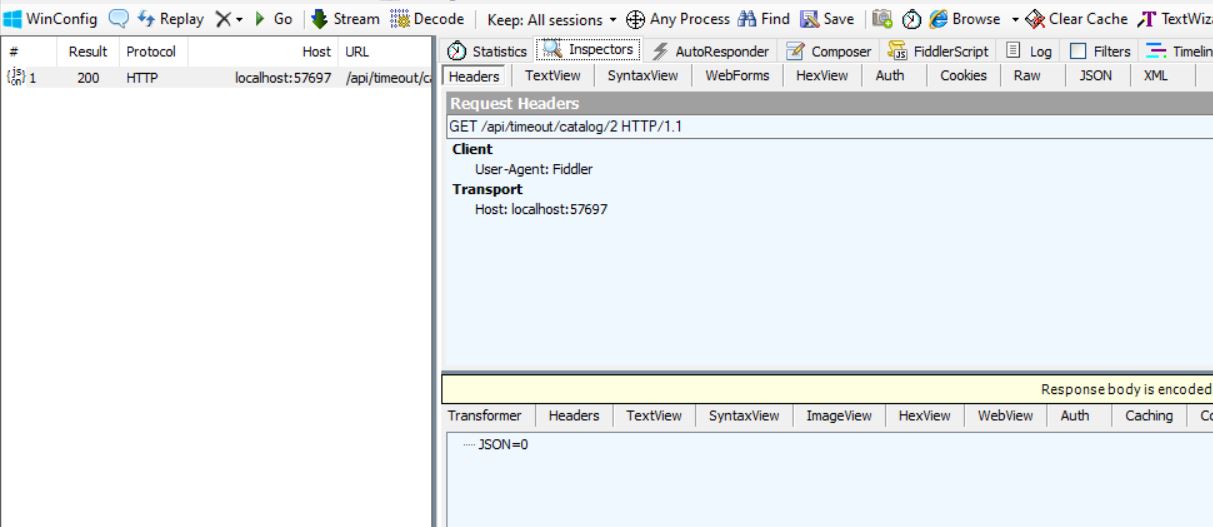 WinConfig Replay Go Stream Decode Keep: All sessions Any Process Find Save Browse Clear Cache TextWiz
# Result Protocol Host URL
1 200 HTTP localhost:57697 /api/timeout/ca
Statistics Inspectors AutoResponder Composer FiddlerScript Log Filters Timelin
Headers TextView SyntaxView WebForms HexView Auth Cookies Raw JSON XML
Request Headers
GET /api/timeout/catalog/2 HTTP/1.1
Client
User-Agent: Fiddler
Transport
Host: localhost:57697
Response body is encoded
Transformer Headers TextView SyntaxView ImageView HexView WebView Auth Caching Co
JSON=0